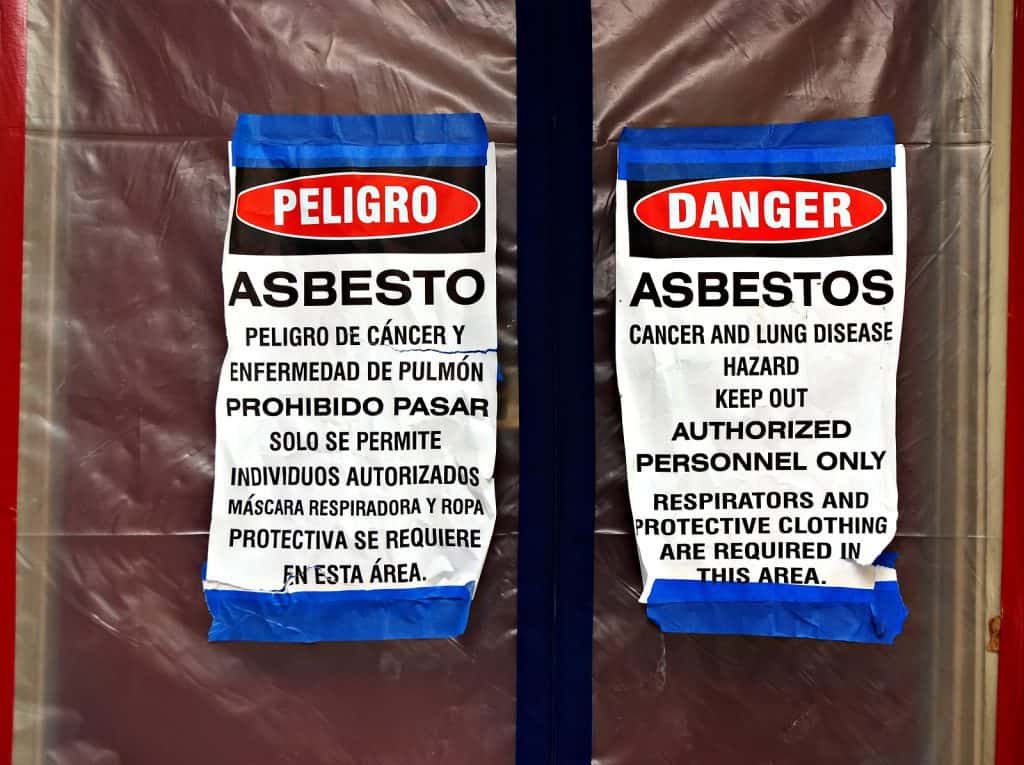 PELIGRO
ASBESTO
PELIGRO DE CÁNCER Y
ENFERMEDAD DE PULMÓN
PROHIBIDO PASAR
SOLO SE PERMITE
INDIVIDUOS AUTORIZADOS
MÁSCARA RESPIRADORA Y ROPA
PROTECTIVA SE REQUIERE
EN ESTA ÁREA.
DANGER
ASBESTOS
CANCER AND LUNG DISEASE
HAZARD
KEEP OUT
AUTHORIZED
PERSONNEL ONLY
RESPIRATORS AND
PROTECTIVE CLOTHING
ARE REQUIRED IN
THIS AREA.